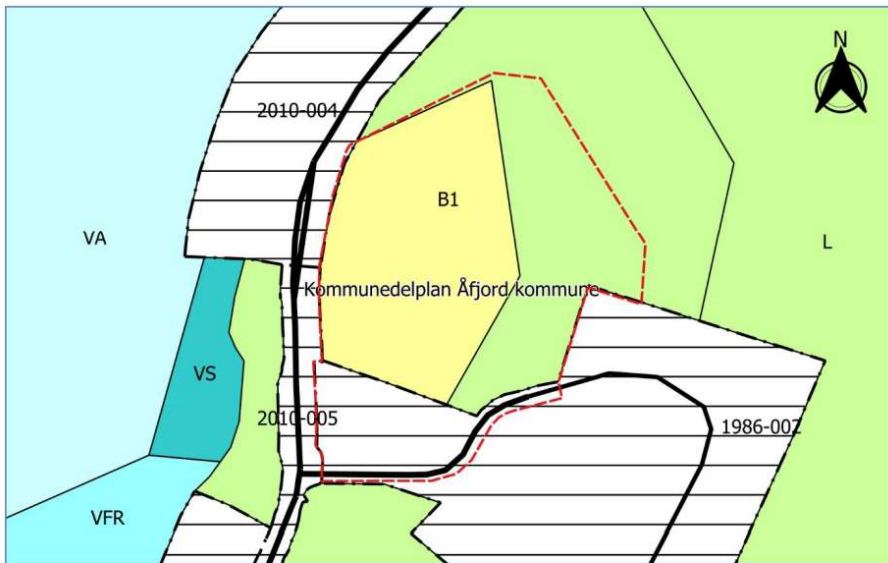 N
2010-004
B1
VA
L
Kommunedelplan Åfjord kommune
VS
2010-005
1986-002
VFR